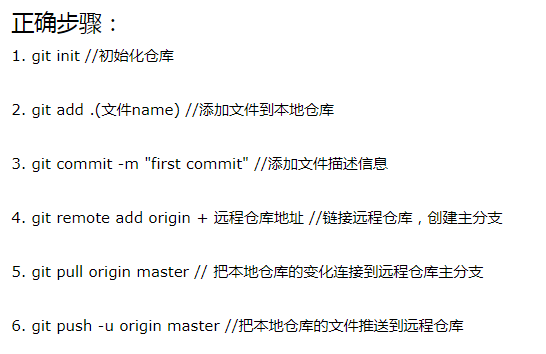 正确步骤：
1. git init //初始化仓库
2. git add .(文件name) //添加文件到本地仓库
3. git commit -m "first commit" //添加文件描述信息
4. git remote add origin + 远程仓库地址 //链接远程仓库，创建主分支
5. git pull origin master // 把本地仓库的变化连接到远程仓库主分支
6. git push -u origin master //把本地仓库的文件推送到远程仓库